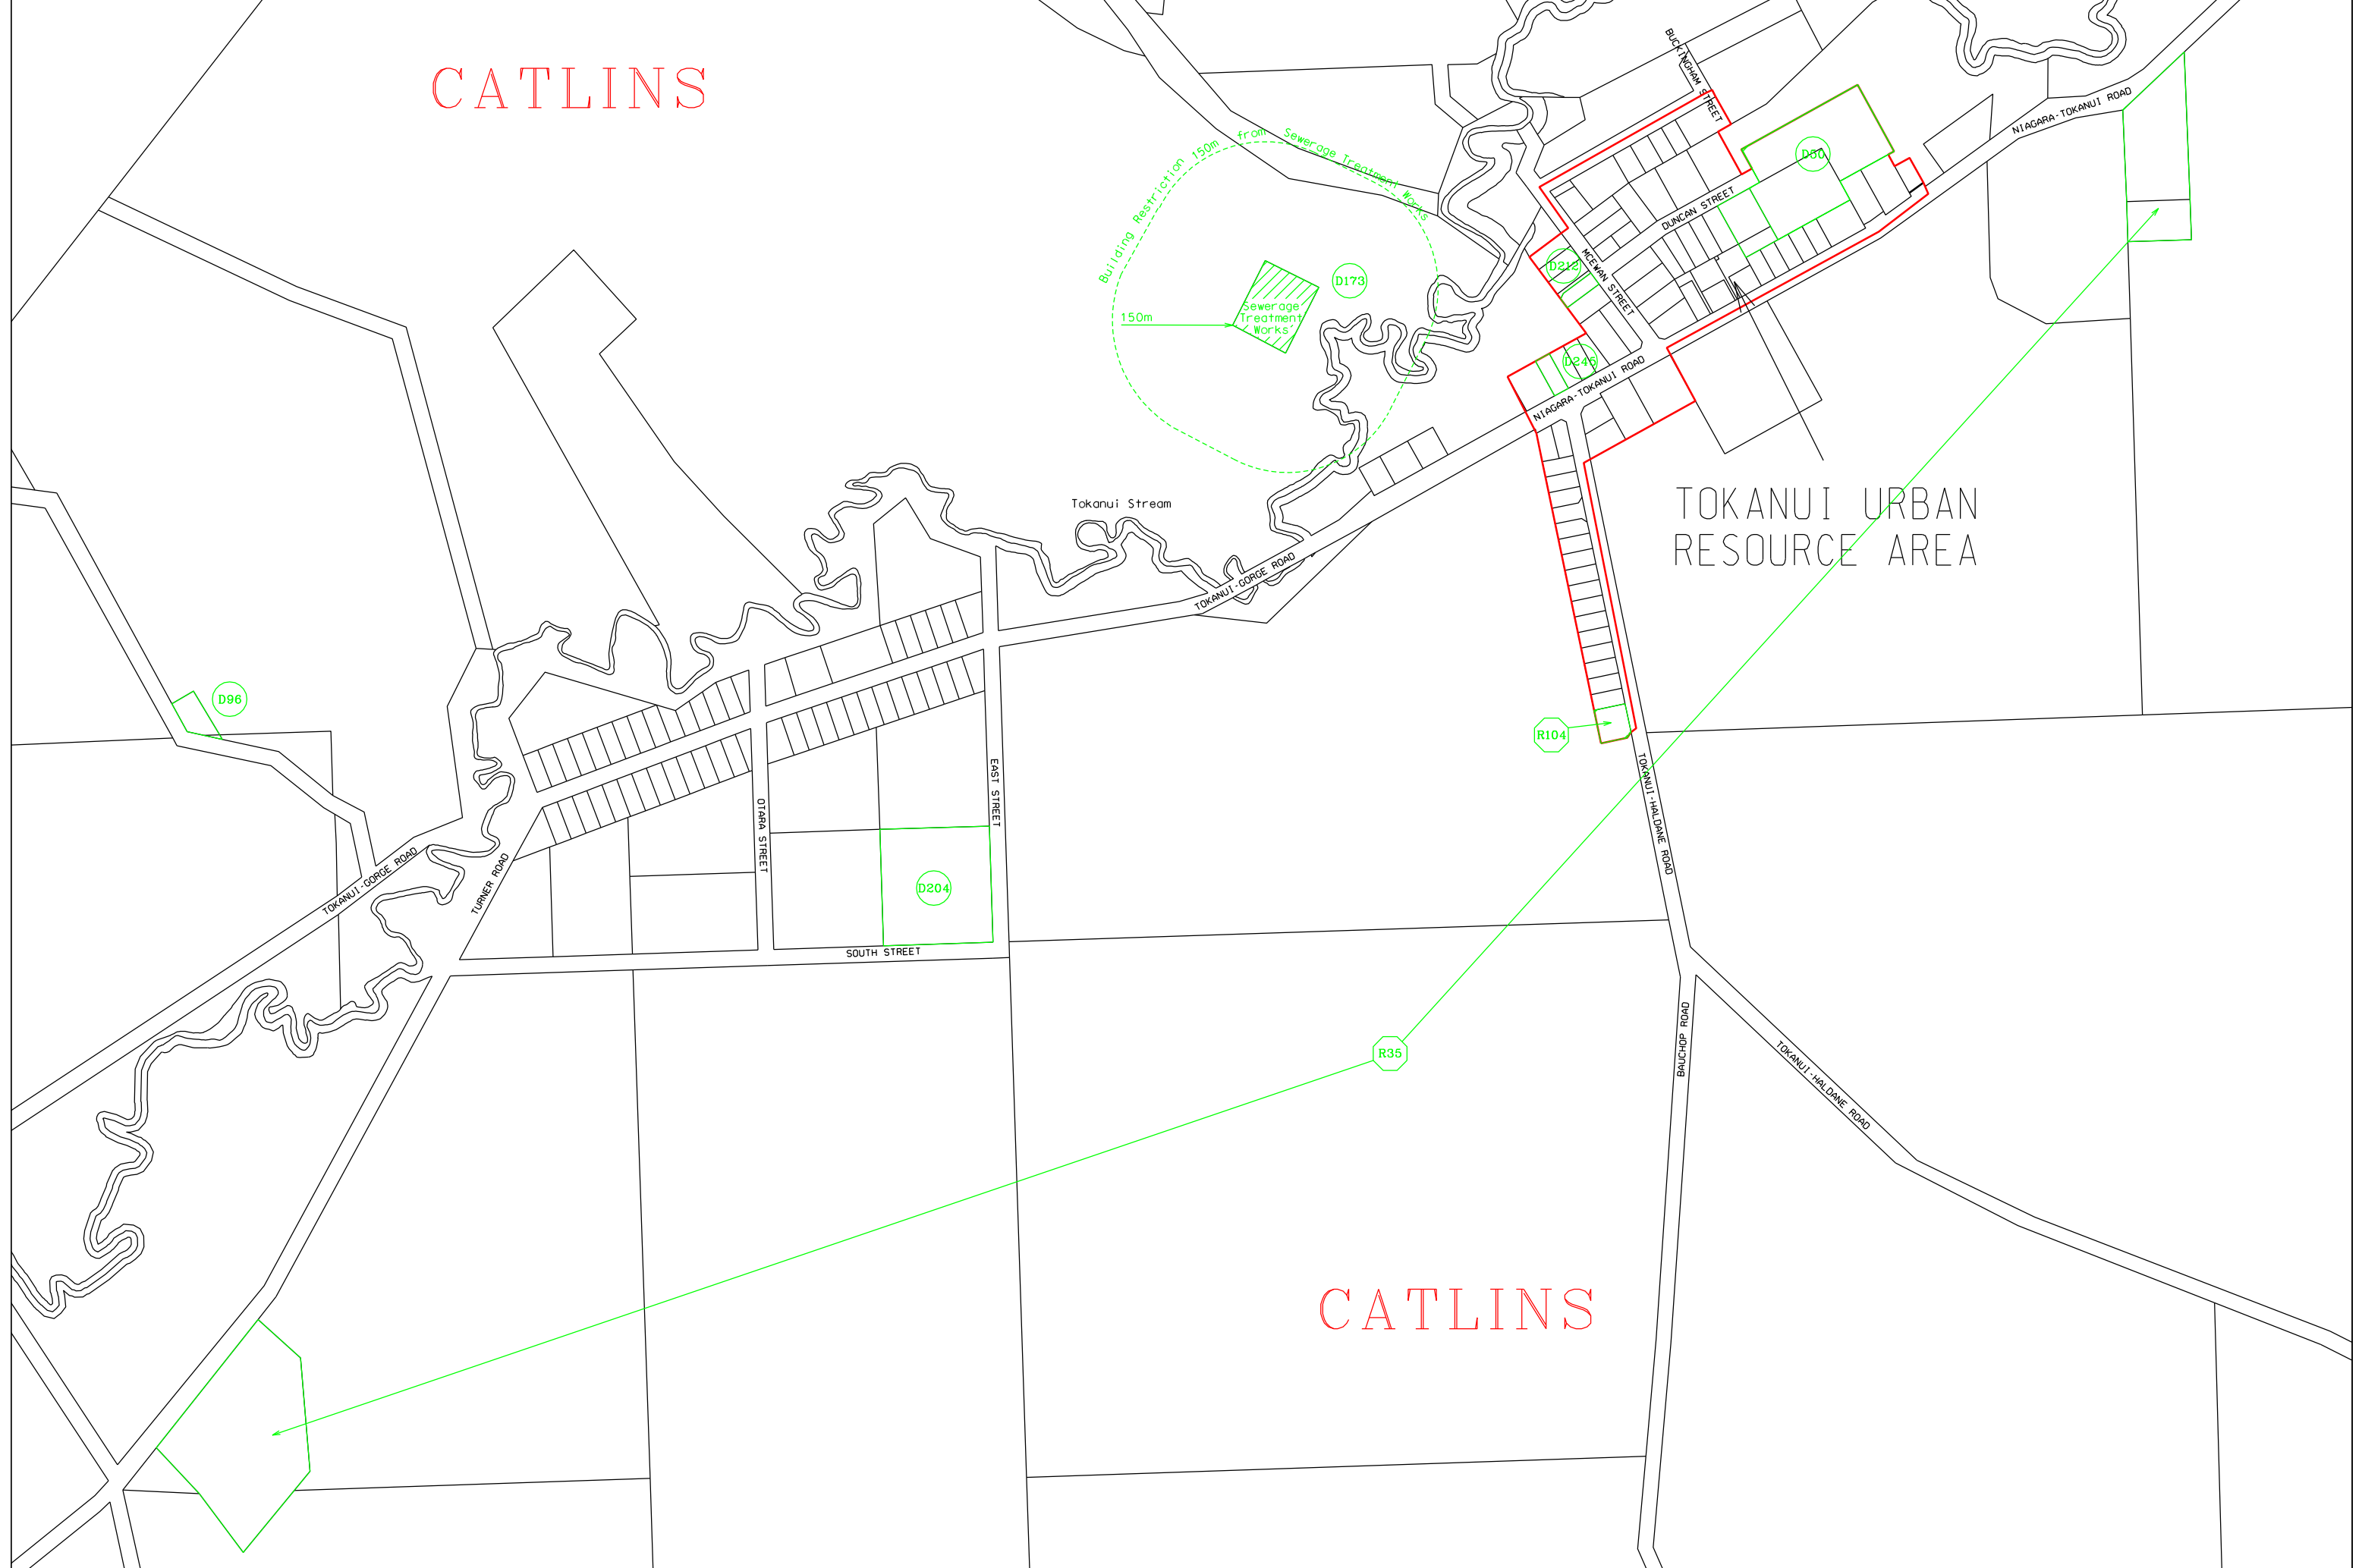 CATLINS
BUCKINGHAM STREET
NIAGARA-TOKANUI ROAD
Building Restriction 150m from Sewerage Treatment Works
D30
DUNCAN STREET
D212
MCEWAN STREET
D173
Sewerage
Treatment
Works
150m
D245
NIAGARA-TOKANUI ROAD
Tokanui Stream
TOKANUI URBAN
RESOURCE AREA
TOKANUI-GORGE ROAD
D96
R104
TOKANUI-HALDANE ROAD
EAST STREET
OTARA STREET
TOKANUI-GORGE ROAD
TURNER ROAD
D204
SOUTH STREET
R35
BAUCHOP ROAD
TOKANUI-HALDANE ROAD
CATLINS